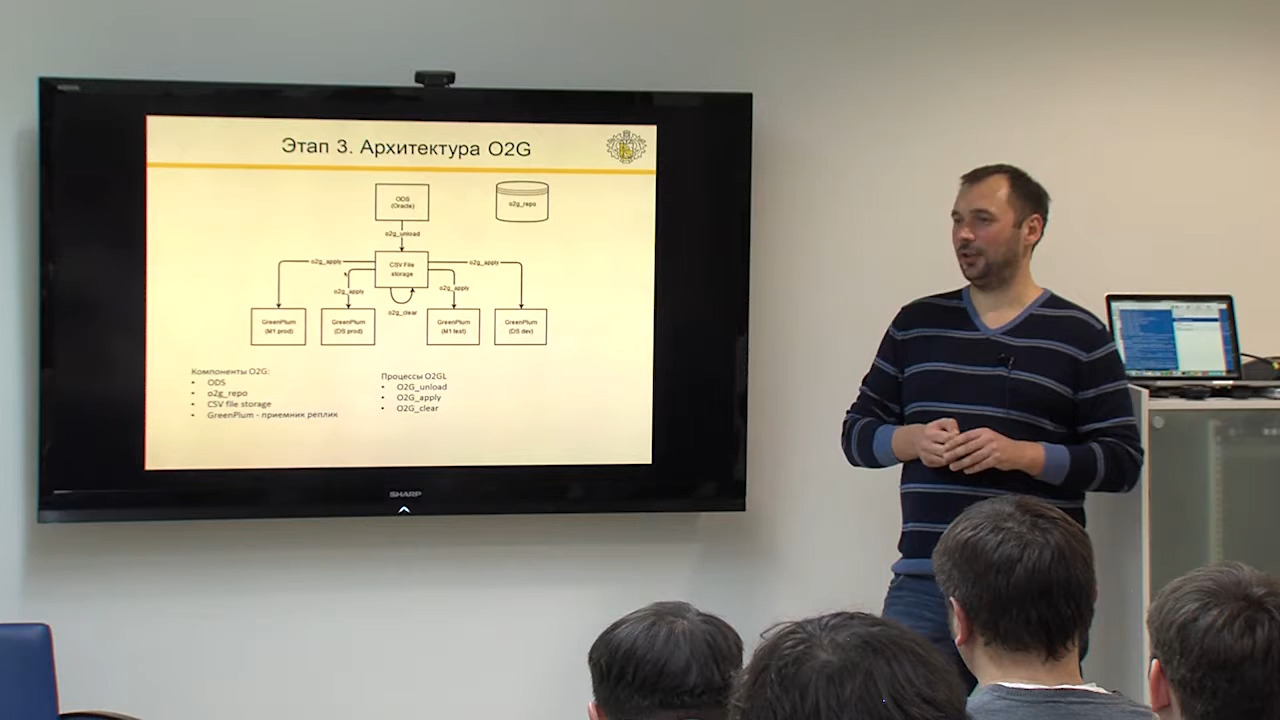 Этап 3. Архитектура O2G
ODS
(Oracle)
o2g_repo
o2g_unload
CSV File
storage
o2g_apply
o2g_apply
o2g_apply
o2g_apply
o2g_clear
GreenPlum
(M1 prod)
GreenPlum
(DS prod)
GreenPlum
(M1 test)
GreenPlum
(DS dev)
Компоненты O2G:
• ODS
• o2g_repo
• CSV file storage
• GreenPlum - приемник реплик
Процессы O2GL
• O2G_unload
• O2G_apply
• O2G_clear
SHARP